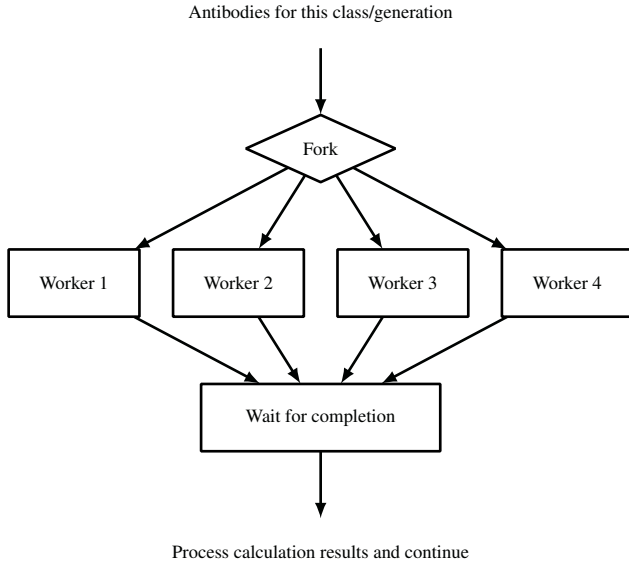 Antibodies for this class/generation
Fork
Worker 1
Worker 2
Worker 3
Worker 4
Wait for completion
Process calculation results and continue